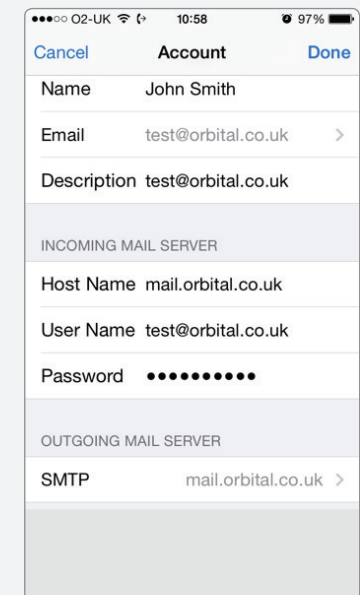 O2-UK 10:58 97%
Cancel Account Done
Name John Smith
Email test@orbital.co.uk >
Description test@orbital.co.uk
INCOMING MAIL SERVER
Host Name mail.orbital.co.uk
User Name test@orbital.co.uk
Password ●●●●●●●●●●
OUTGOING MAIL SERVER
SMTP mail.orbital.co.uk >